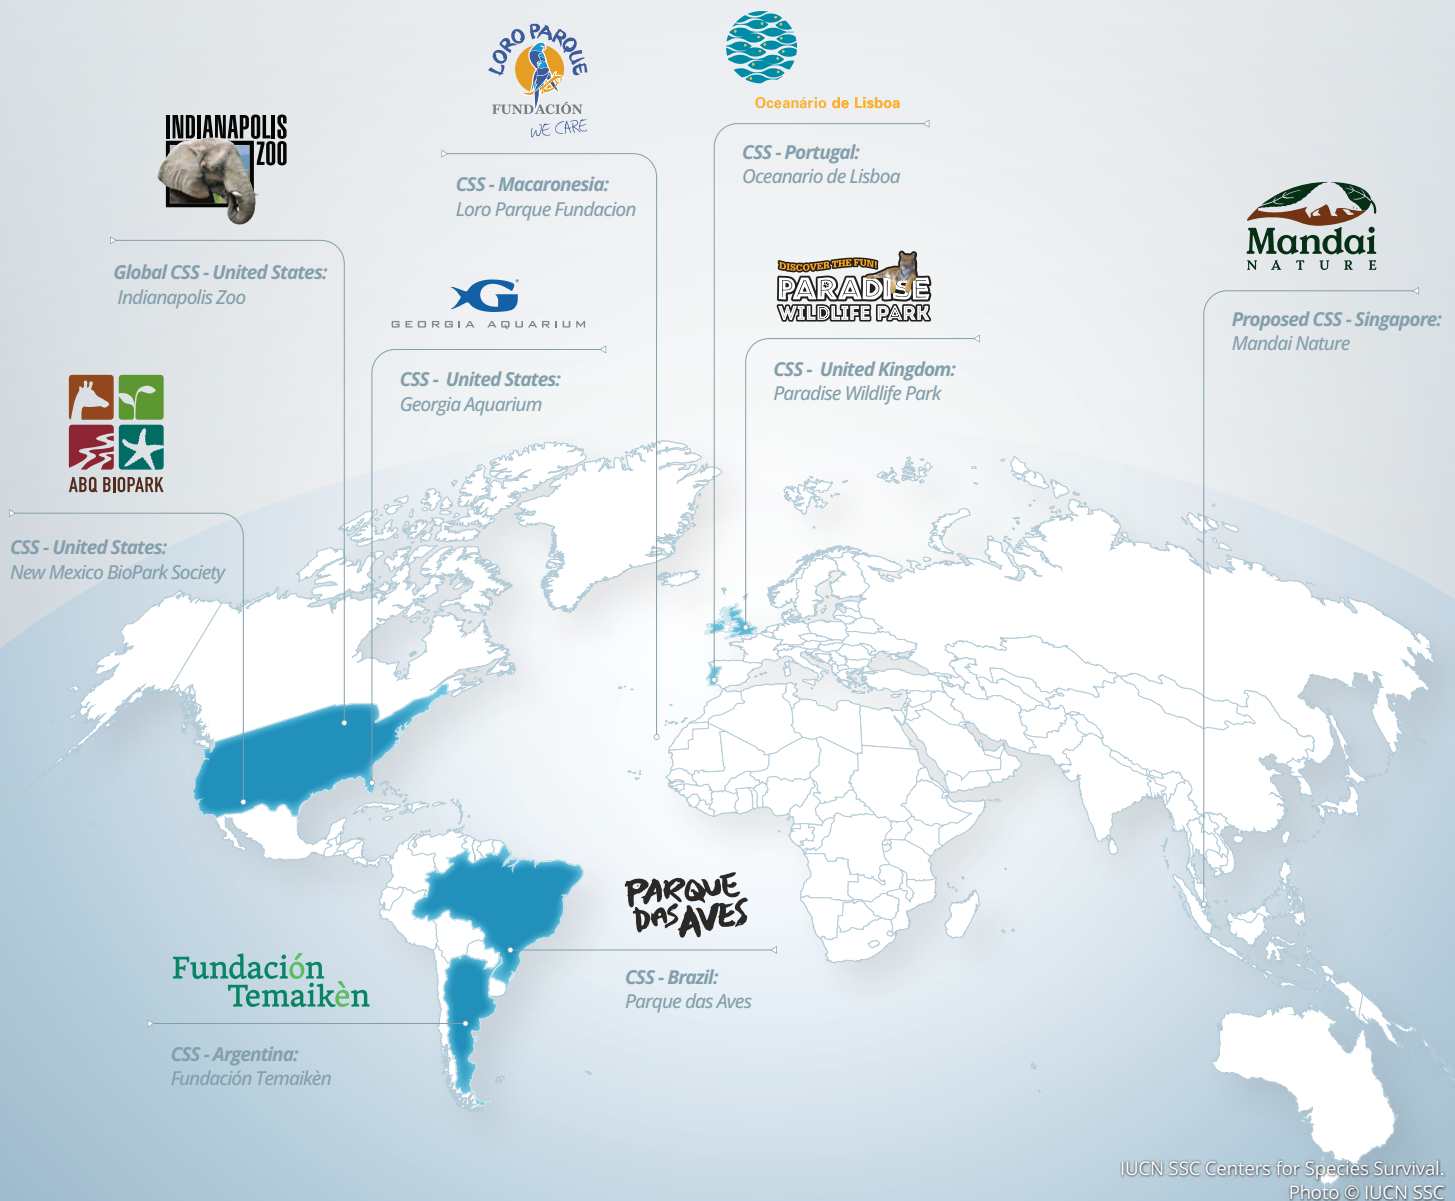 LORO PARQUE
FUNDACIÓN
WE CARE
Oceanário de Lisboa
INDIANAPOLIS
ZOO
CSS - Portugal:
Oceanario de Lisboa
CSS - Macaronesia:
Loro Parque Fundacion
Mandai
NATURE
Global CSS - United States:
Indianapolis Zoo
GEORGIA AQUARIUM
DISCOVER THE FUN!
PARADISE
WILDLIFE PARK
Proposed CSS - Singapore:
Mandai Nature
CSS - United States:
Georgia Aquarium
CSS - United Kingdom:
Paradise Wildlife Park
ABQ BIOPARK
CSS - United States:
New Mexico BioPark Society
PARQUE
DAS AVES
Fundación
Temaikèn
CSS - Brazil:
Parque das Aves
CSS - Argentina:
Fundación Temaikèn
IUCN SSC Centers for Species Survival.
Photo © IUCN SSC